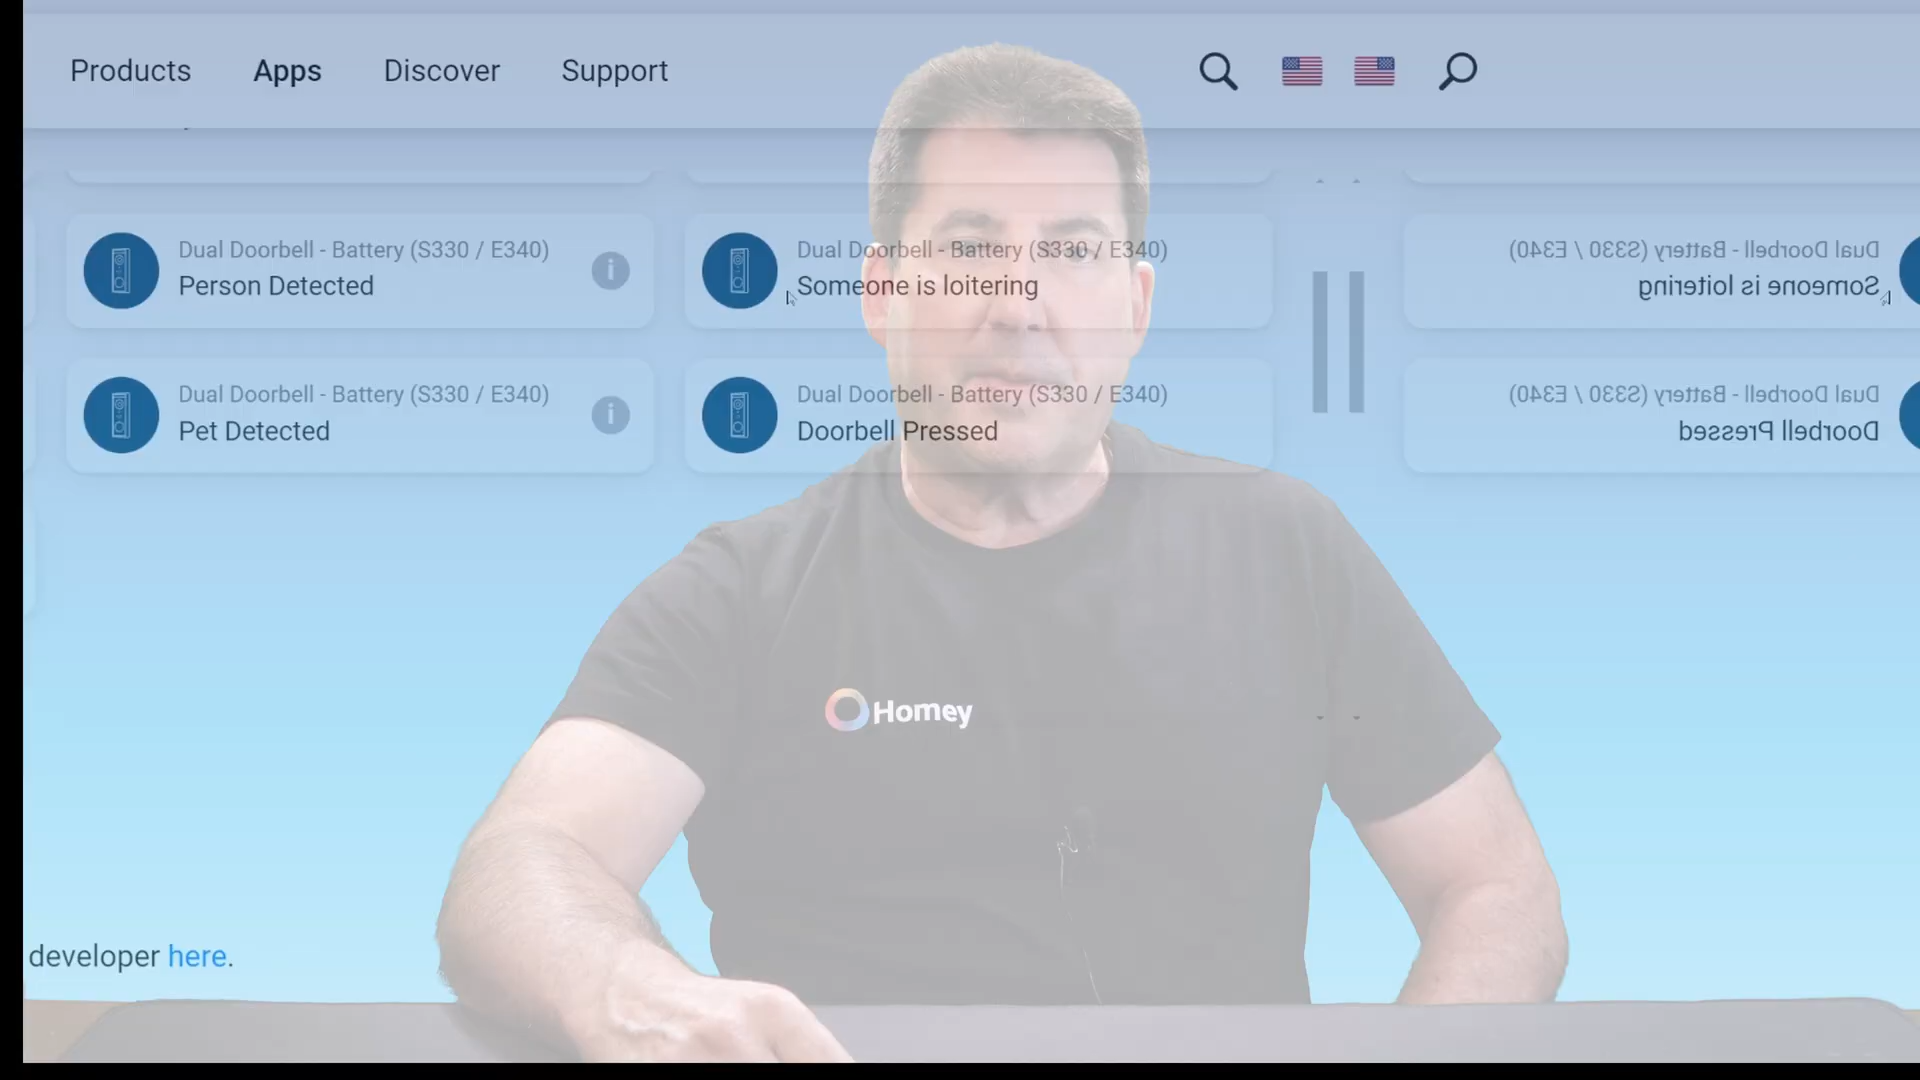 Products Apps Discover Support
Dual Doorbell - Battery (S330 / E340)
Person Detected
Dual Doorbell - Battery (S330 / E340)
Someone is loitering
Dual Doorbell - Battery (S330 / E340)
Someone is loitering
Dual Doorbell - Battery (S330 / E340)
Pet Detected
Dual Doorbell - Battery (S330 / E340)
Doorbell Pressed
Dual Doorbell - Battery (S330 / E340)
Doorbell Pressed
Homey
developer here.